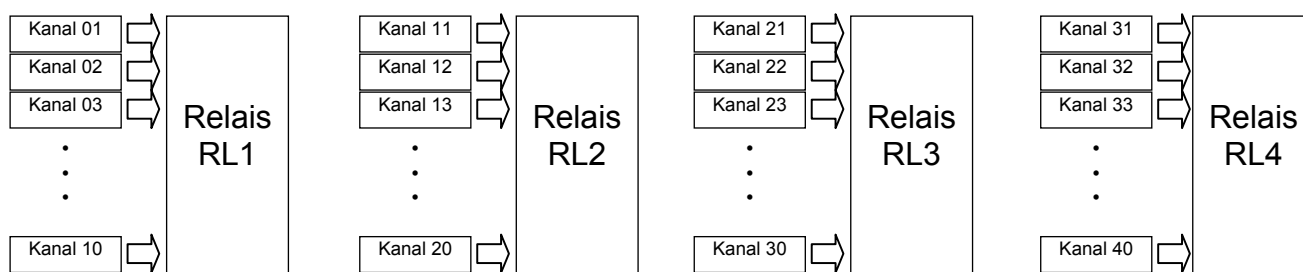 Kanal 01
Kanal 02
Kanal 03
Kanal 10
Relais
RL1
Kanal 11
Kanal 12
Kanal 13
Kanal 20
Relais
RL2
Kanal 21
Kanal 22
Kanal 23
Kanal 30
Relais
RL3
Kanal 31
Kanal 32
Kanal 33
Kanal 40
Relais
RL4